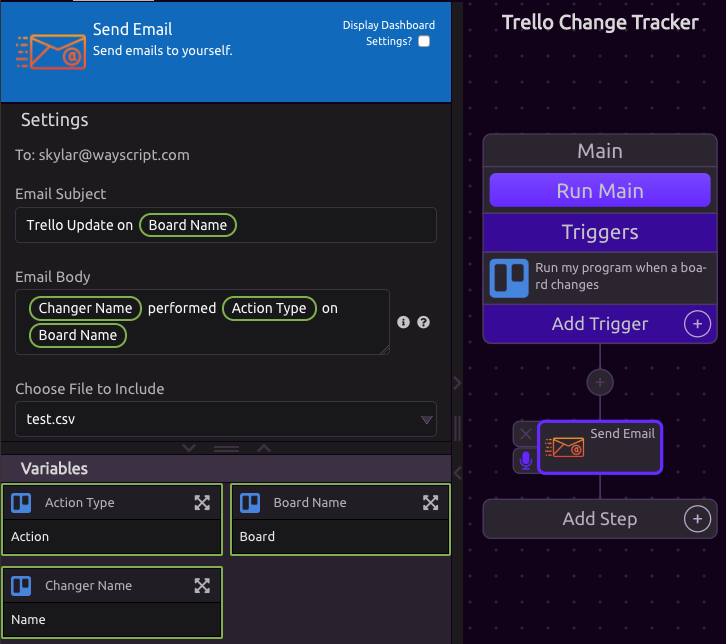 Send Email
Send emails to yourself.
Display Dashboard
Settings?
Settings
To: skylar@wayscript.com
Email Subject
Trello Update on Board Name
Email Body
Changer Name performed Action Type on
Board Name
Choose File to Include
test.csv
Variables
Action Type
Action
Board Name
Board
Changer Name
Name
Trello Change Tracker
Main
Run Main
Triggers
Run my program when a boa-
rd changes
Add Trigger
Send Email
Add Step